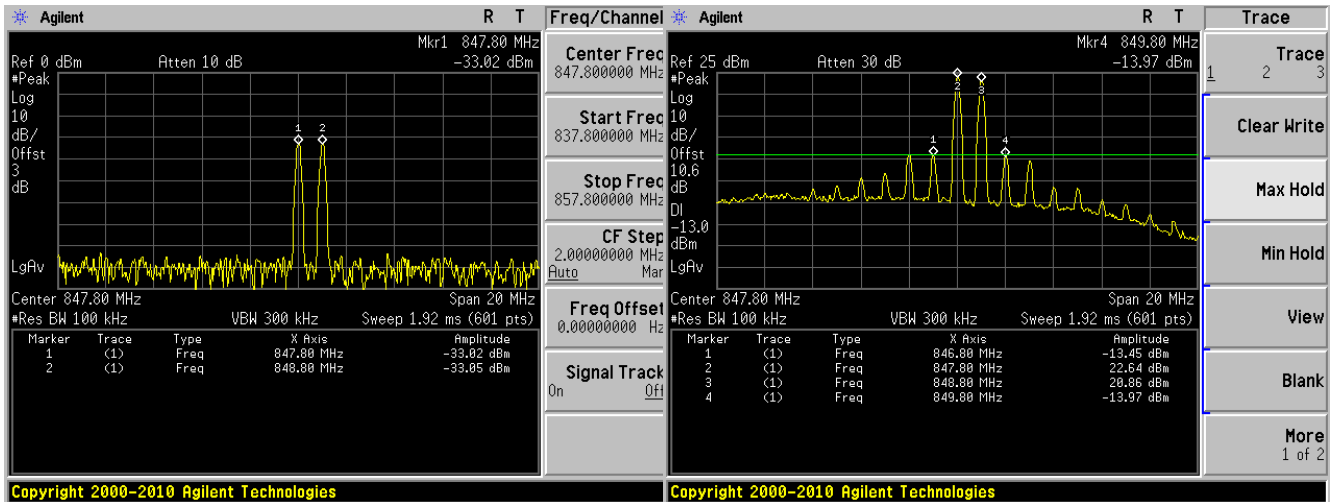 Agilent R T Freq/Channel
Mkr1 847.80 MHz
Ref 0 dBm Atten 10 dB -33.02 dBm
#Peak
Log
10
dB/
Offst
3
dB
LgAv
1 2
Center 847.80 MHz Span 20 MHz
#Res BW 100 kHz VBW 300 kHz Sweep 1.92 ms (601 pts)
Marker Trace Type X Axis Amplitude
1 (1) Freq 847.80 MHz -33.02 dBm
2 (1) Freq 848.80 MHz -33.05 dBm
Center Freq
847.800000 MHz
Start Freq
837.800000 MHz
Stop Freq
857.800000 MHz
CF Step
2.00000000 MHz
Auto Man
Freq Offset
0.00000000 Hz
Signal Track
On Off
Copyright 2000-2010 Agilent Technologies
Agilent R T Trace
Mkr4 849.80 MHz
Ref 25 dBm Atten 30 dB -13.97 dBm
#Peak
Log
10
dB/
Offst
10.6
dB
DI
-13.0
dBm
LgAv
1 2 3 4
Center 847.80 MHz Span 20 MHz
#Res BW 100 kHz VBW 300 kHz Sweep 1.92 ms (601 pts)
Marker Trace Type X Axis Amplitude
1 (1) Freq 846.80 MHz -13.45 dBm
2 (1) Freq 847.80 MHz 22.64 dBm
3 (1) Freq 848.80 MHz 20.86 dBm
4 (1) Freq 849.80 MHz -13.97 dBm
Trace
1 2 3
Clear Write
Max Hold
Min Hold
View
Blank
More
1 of 2
Copyright 2000-2010 Agilent Technologies